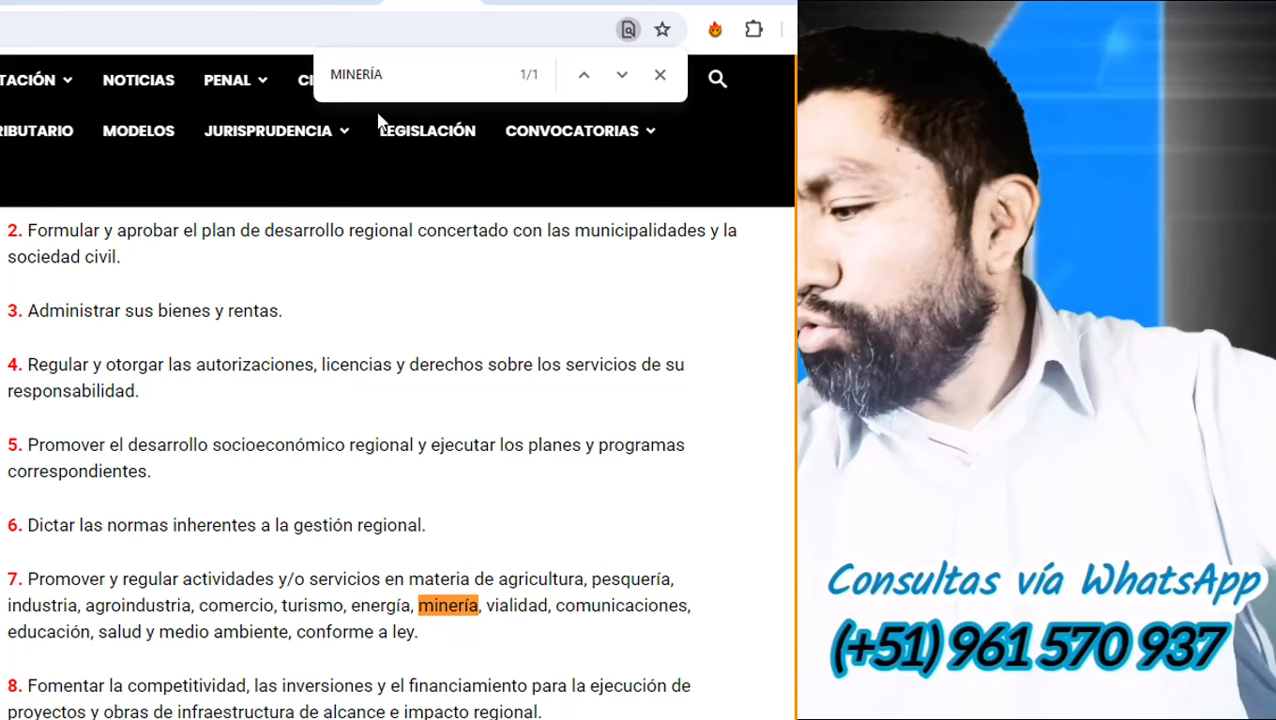 MINERÍA 1/1
TACIÓN NOTICIAS PENAL
RIBUTARIO MODELOS JURISPRUDENCIA LEGISLACIÓN CONVOCATORIAS
2. Formular y aprobar el plan de desarrollo regional concertado con las municipalidades y la
sociedad civil.
3. Administrar sus bienes y rentas.
4. Regular y otorgar las autorizaciones, licencias y derechos sobre los servicios de su
responsabilidad.
5. Promover el desarrollo socioeconómico regional y ejecutar los planes y programas
correspondientes.
6. Dictar las normas inherentes a la gestión regional.
7. Promover y regular actividades y/o servicios en materia de agricultura, pesquería,
industria, agroindustria, comercio, turismo, energía, minería, vialidad, comunicaciones,
educación, salud y medio ambiente, conforme a ley.
8. Fomentar la competitividad, las inversiones y el financiamiento para la ejecución de
proyectos y obras de infraestructura de alcance e impacto regional.
Consultas vía WhatsApp
(+51) 961 570 937